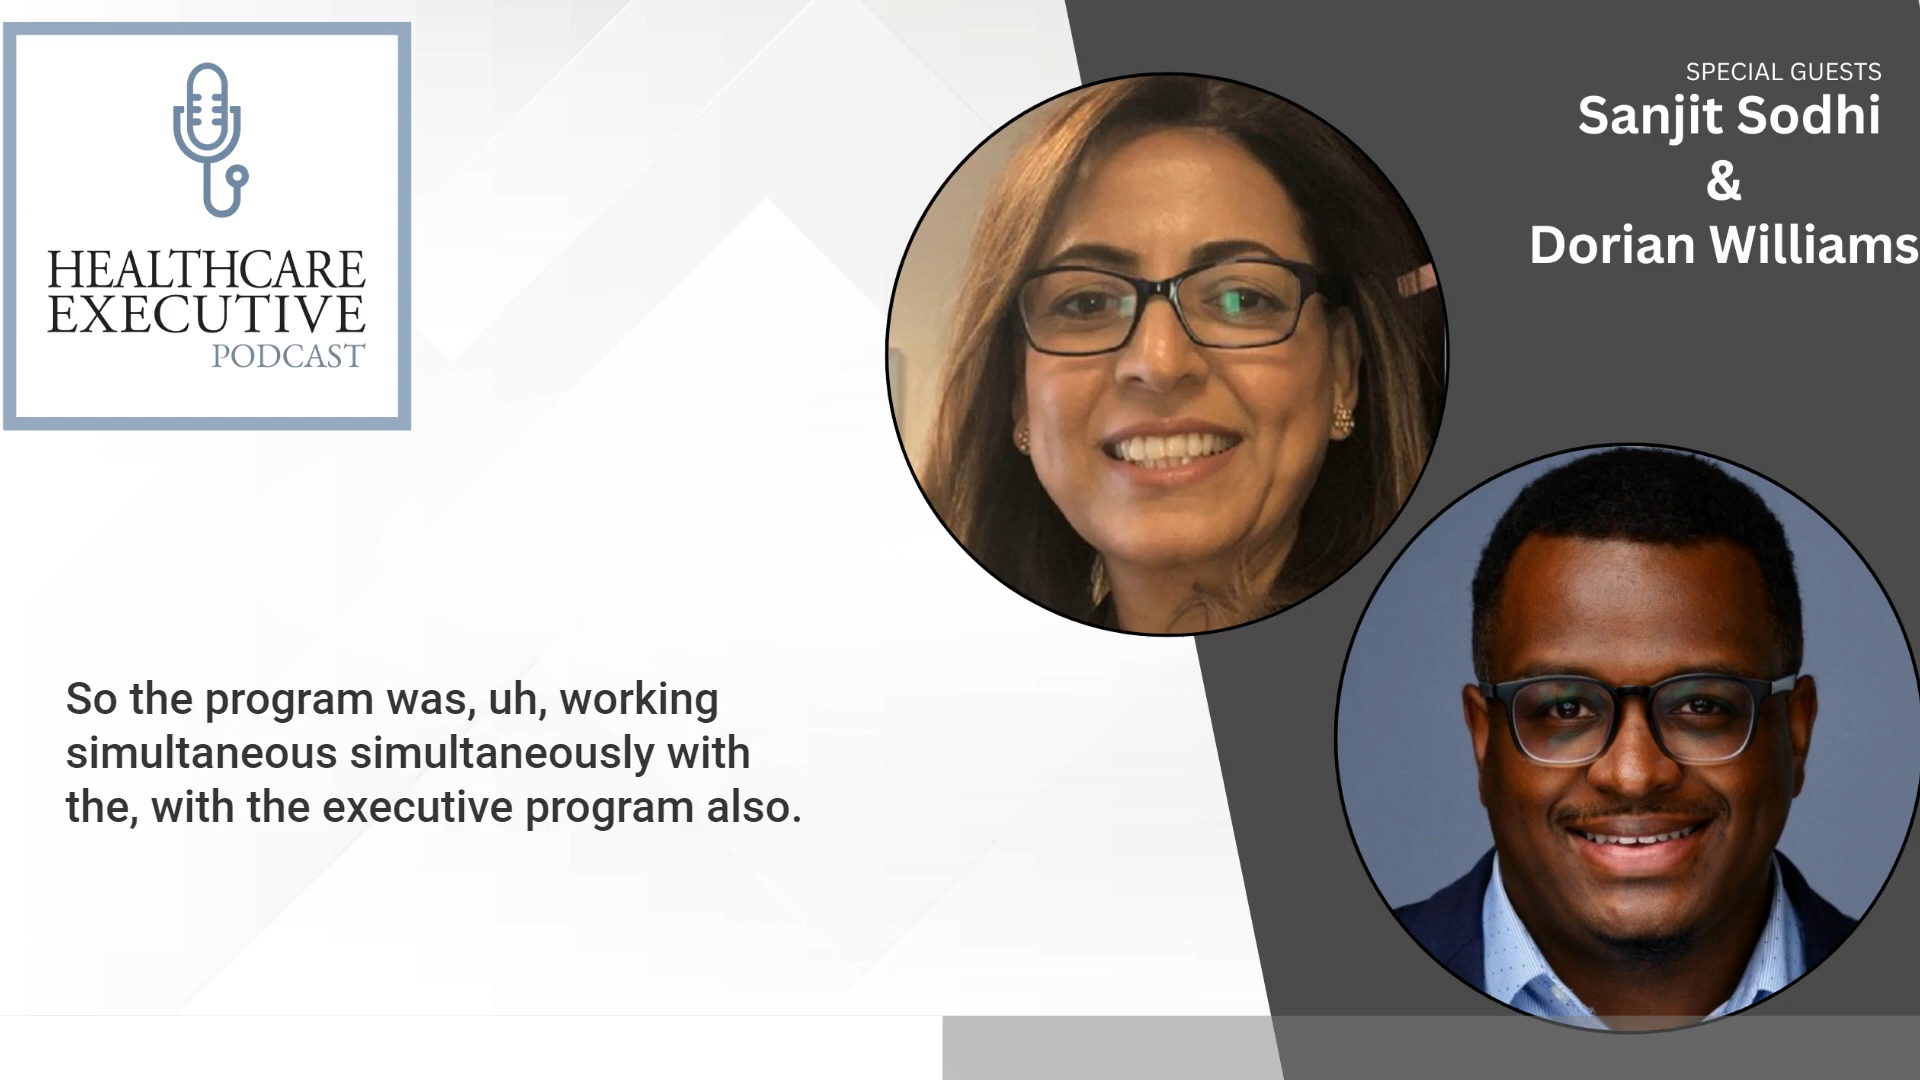 HEALTHCARE
EXECUTIVE
PODCAST
SPECIAL GUESTS
Sanjit Sodhi
&
Dorian Williams
So the program was, uh, working
simultaneous simultaneously with
the, with the executive program also.